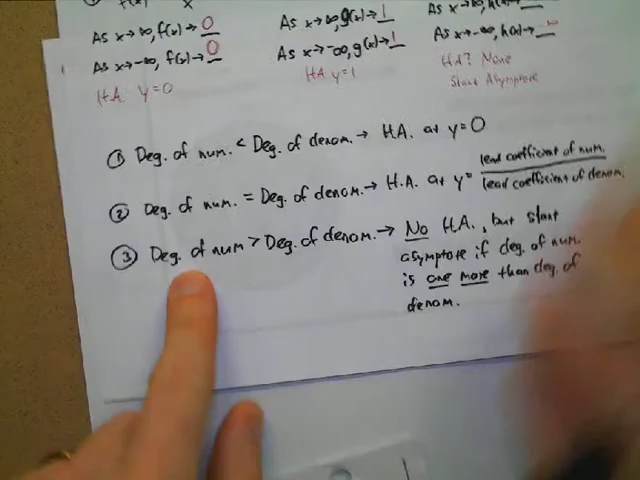 As x→∞, f(x)→ 0
As x→-∞, f(x)→ 0
HA y=0
As x→∞, g(x)→ 1
As x→-∞, g(x)→ 1
HA y=1
As x→-∞, h(x)→
HA? None
Slant Asymptote
① Deg. of num. < Deg. of denom. → H.A. at y=0
② Deg. of num. = Deg. of denom. → H.A. at y= lead coefficient of num.
lead coefficient of denom.
③ Deg. of num > Deg. of denom. → No H.A., but slant
asymptote if deg. of num.
is one more than deg. of
denom.